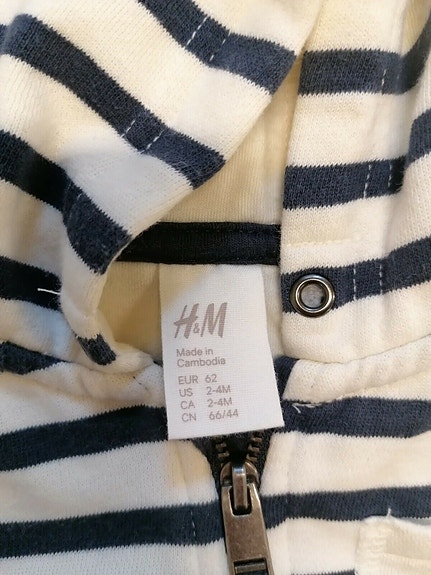 H&M
Made in
Cambodia
EUR 62
US 2-4M
CA 2-4M
CN 66/44